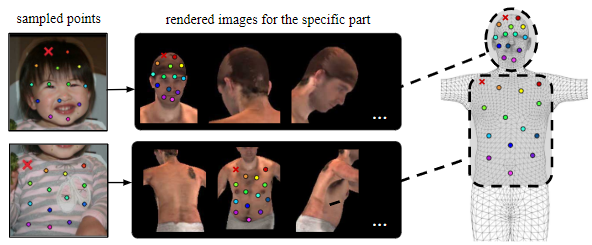 sampled points
rendered images for the specific part
...
...